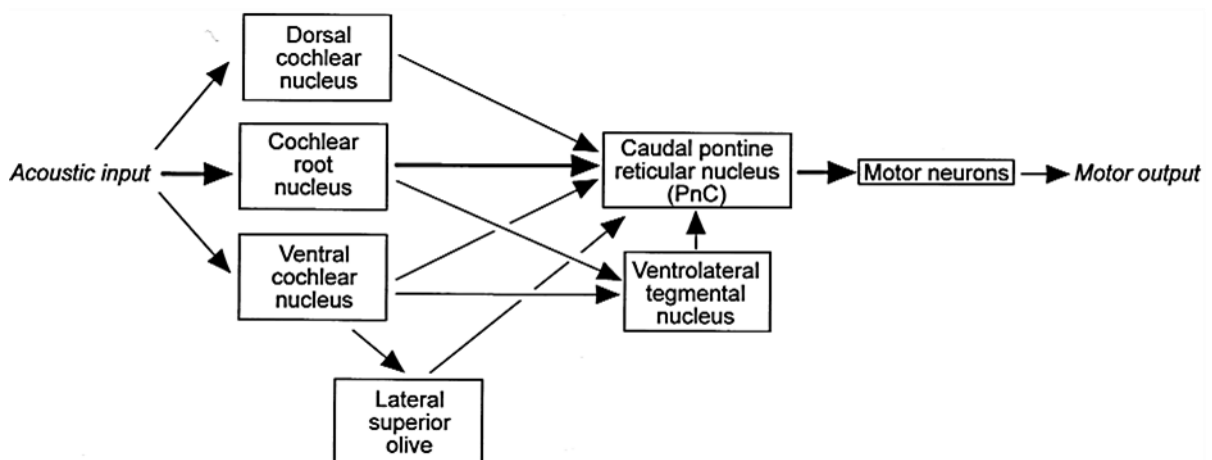 Dorsal
cochlear
nucleus
Acoustic input
Cochlear
root
nucleus
Ventral
cochlear
nucleus
Lateral
superior
olive
Caudal pontine
reticular nucleus
(PnC)
Ventrolateral
tegmental
nucleus
Motor neurons
Motor output